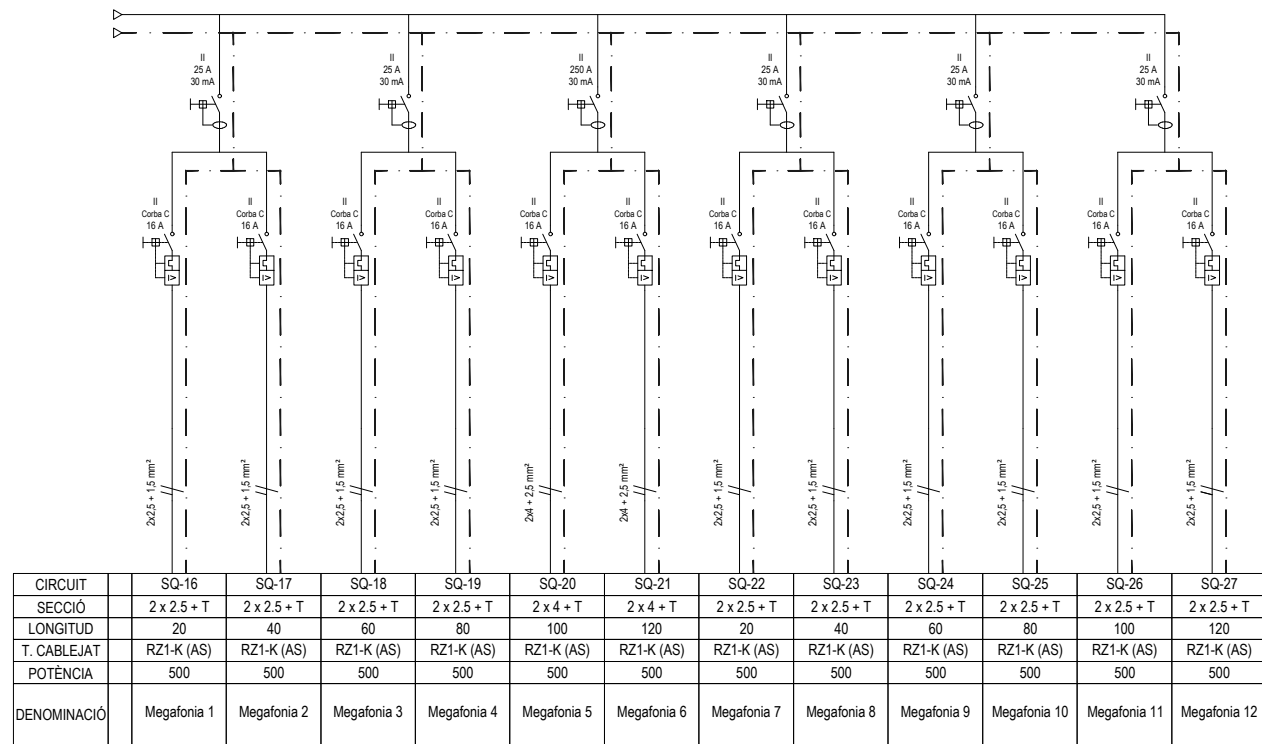 II
25 A
30 mA
II
25 A
30 mA
II
250 A
30 mA
II
25 A
30 mA
II
25 A
30 mA
II
25 A
30 mA
II
Corba C
16 A
II
Corba C
16 A
II
Corba C
16 A
II
Corba C
16 A
II
Corba C
16 A
II
Corba C
16 A
II
Corba C
16 A
II
Corba C
16 A
II
Corba C
16 A
II
Corba C
16 A
II
Corba C
16 A
II
Corba C
16 A
I>
I>
I>
I>
I>
I>
I>
I>
I>
I>
I>
I>
2x2,5 + 1,5 mm²
2x2,5 + 1,5 mm²
2x2,5 + 1,5 mm²
2x2,5 + 1,5 mm²
2x4 + 2,5 mm²
2x4 + 2,5 mm²
2x2,5 + 1,5 mm²
2x2,5 + 1,5 mm²
2x2,5 + 1,5 mm²
2x2,5 + 1,5 mm²
2x2,5 + 1,5 mm²
2x2,5 + 1,5 mm²
CIRCUIT SQ-16 SQ-17 SQ-18 SQ-19 SQ-20 SQ-21 SQ-22 SQ-23 SQ-24 SQ-25 SQ-26 SQ-27
SECCIÓ 2 x 2.5 + T 2 x 2.5 + T 2 x 2.5 + T 2 x 2.5 + T 2 x 4 + T 2 x 4 + T 2 x 2.5 + T 2 x 2.5 + T 2 x 2.5 + T 2 x 2.5 + T 2 x 2.5 + T 2 x 2.5 + T
LONGITUD 20 40 60 80 100 120 20 40 60 80 100 120
T. CABLEJAT RZ1-K (AS) RZ1-K (AS) RZ1-K (AS) RZ1-K (AS) RZ1-K (AS) RZ1-K (AS) RZ1-K (AS) RZ1-K (AS) RZ1-K (AS) RZ1-K (AS) RZ1-K (AS) RZ1-K (AS)
POTÈNCIA 500 500 500 500 500 500 500 500 500 500 500 500
DENOMINACIÓ Megafonia 1 Megafonia 2 Megafonia 3 Megafonia 4 Megafonia 5 Megafonia 6 Megafonia 7 Megafonia 8 Megafonia 9 Megafonia 10 Megafonia 11 Megafonia 12